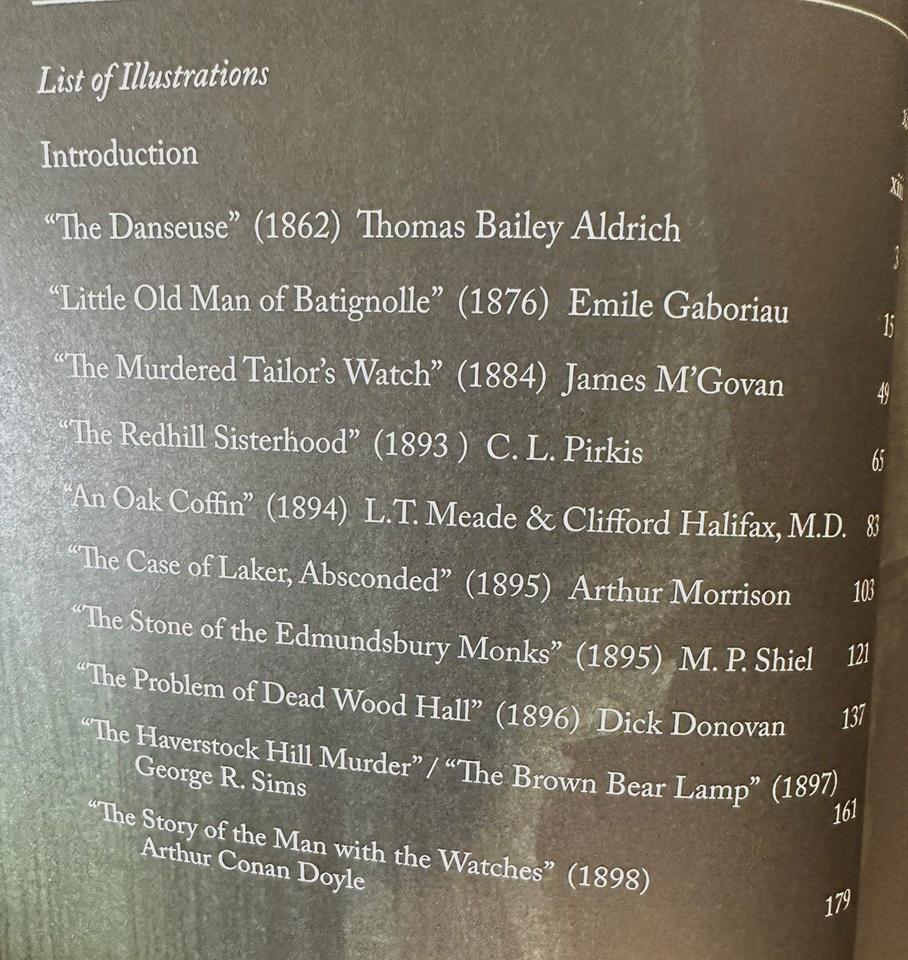 List of Illustrations
Introduction xiii
“The Danseuse” (1862) Thomas Bailey Aldrich 3
“Little Old Man of Batignolle” (1876) Emile Gaboriau 15
“The Murdered Tailor’s Watch” (1884) James M’Govan 49
“The Redhill Sisterhood” (1893 ) C. L. Pirkis 65
“An Oak Coffin” (1894) L.T. Meade & Clifford Halifax, M.D. 83
“The Case of Laker, Absconded” (1895) Arthur Morrison 103
“The Stone of the Edmundsbury Monks” (1895) M. P. Shiel 121
“The Problem of Dead Wood Hall” (1896) Dick Donovan 137
“The Haverstock Hill Murder” / “The Brown Bear Lamp” (1897)
George R. Sims 161
“The Story of the Man with the Watches” (1898)
Arthur Conan Doyle 179